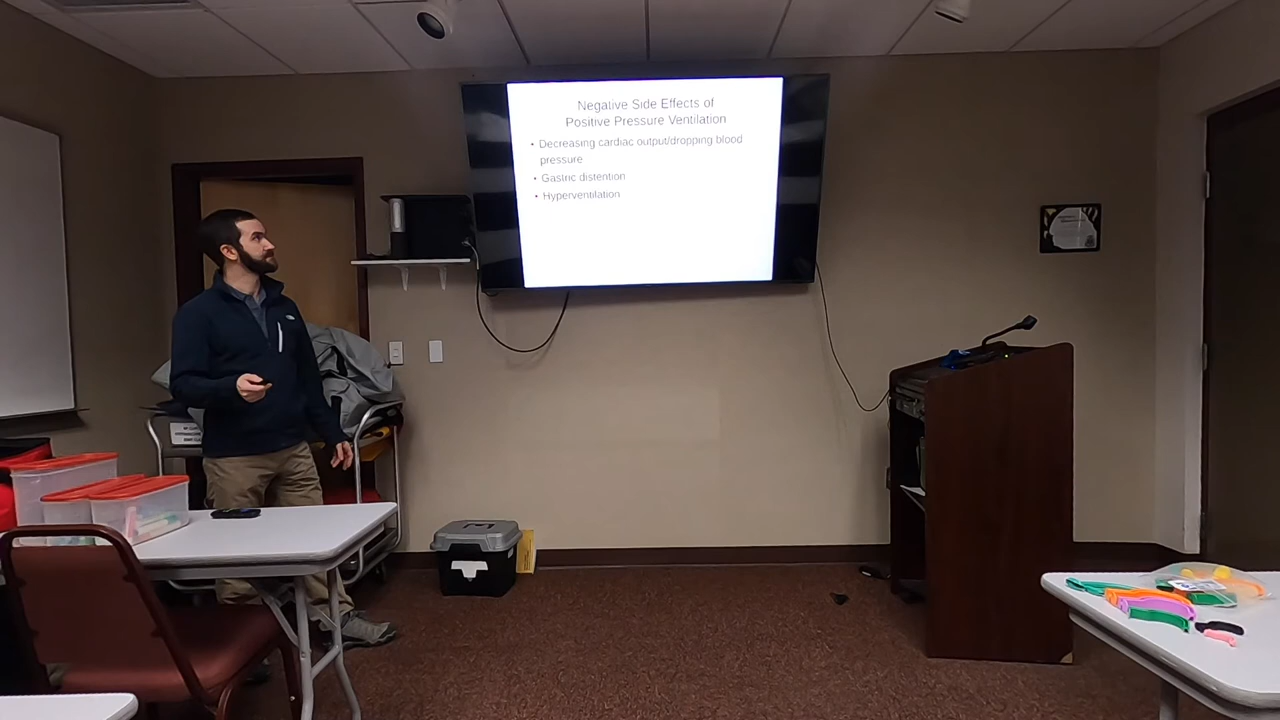 Negative Side Effects of
Positive Pressure Ventilation
• Decreasing cardiac output/dropping blood
pressure
• Gastric distention
• Hyperventilation